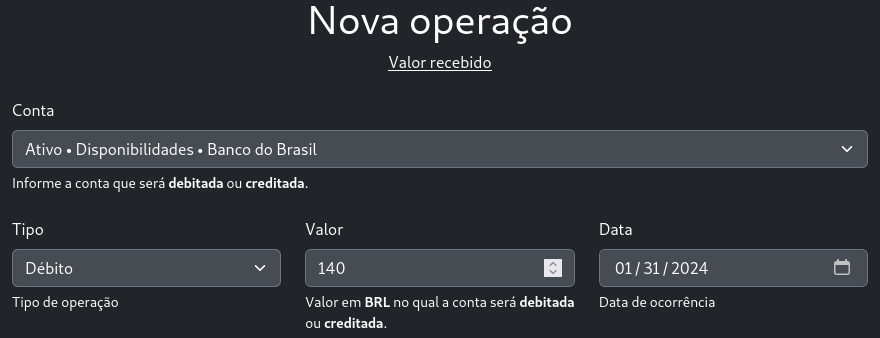 Nova operação
Valor recebido
Conta
Ativo • Disponibilidades • Banco do Brasil
Informe a conta que será debitada ou creditada.
Tipo
Valor
Data
Débito
140
01/31/2024
Tipo de operação
Valor em BRL no qual a conta será debitada
ou creditada.
Data de ocorrência